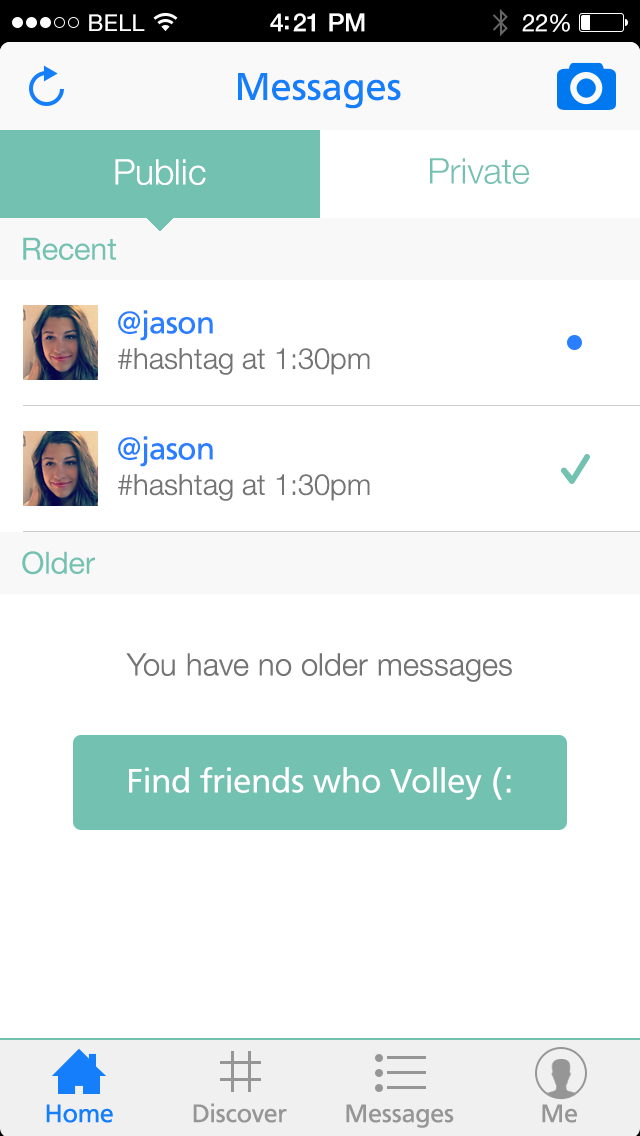 BELL 4:21 PM 22%
Messages
Public Private
Recent
@jason
#hashtag at 1:30pm
@jason
#hashtag at 1:30pm
Older
You have no older messages
Find friends who Volley (:
Home Discover Messages Me